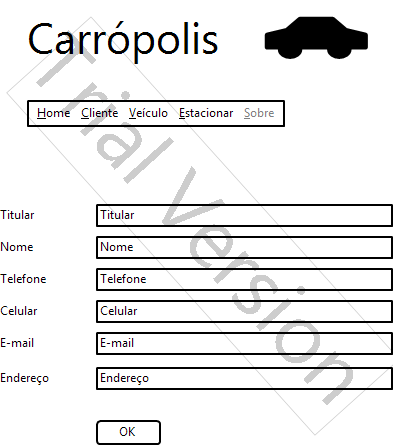 Carrópolis
Home Cliente Veículo Estacionar Sobre
Titular Titular
Nome Nome
Telefone Telefone
Celular Celular
E-mail E-mail
Endereço Endereço
OK
Trial Version